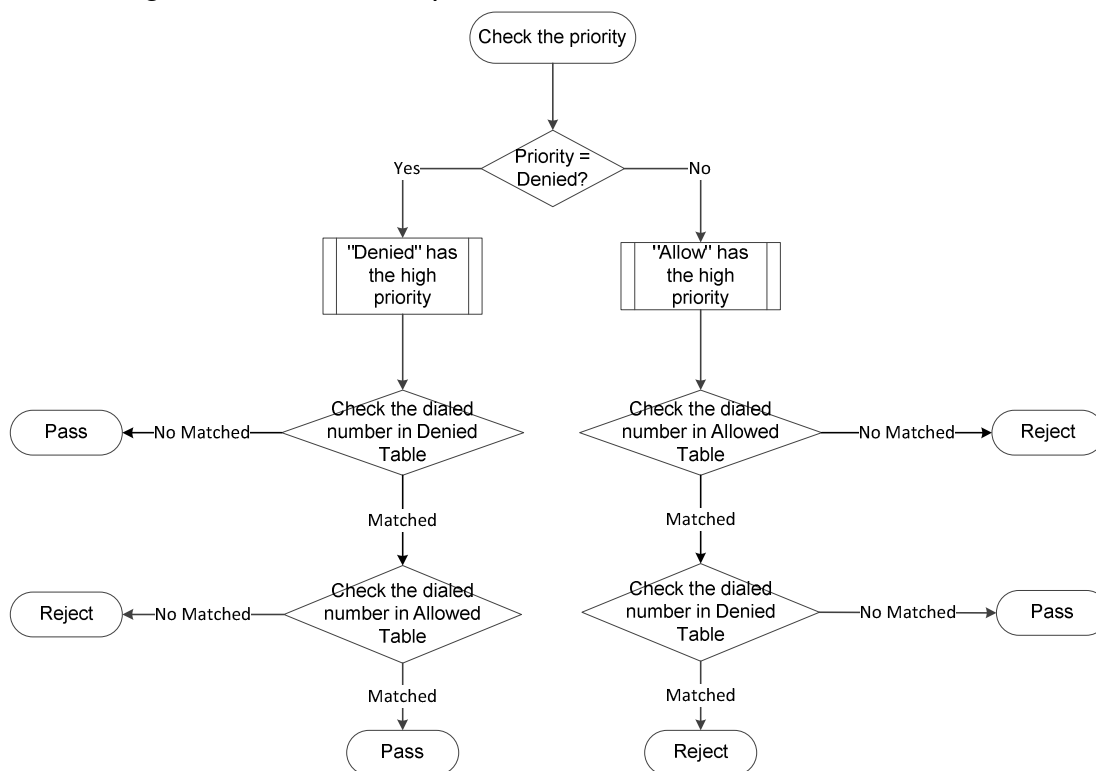 Check the priority
Priority =
Denied?
Yes
No
"Denied" has
the high
priority
"Allow" has
the high
priority
Check the dialed
number in Denied
Table
Pass
No Matched
Check the dialed
number in Allowed
Table
No Matched
Reject
Matched
Matched
Check the dialed
number in Allowed
Table
Reject
No Matched
Check the dialed
number in Denied
Table
No Matched
Pass
Matched
Matched
Pass
Reject